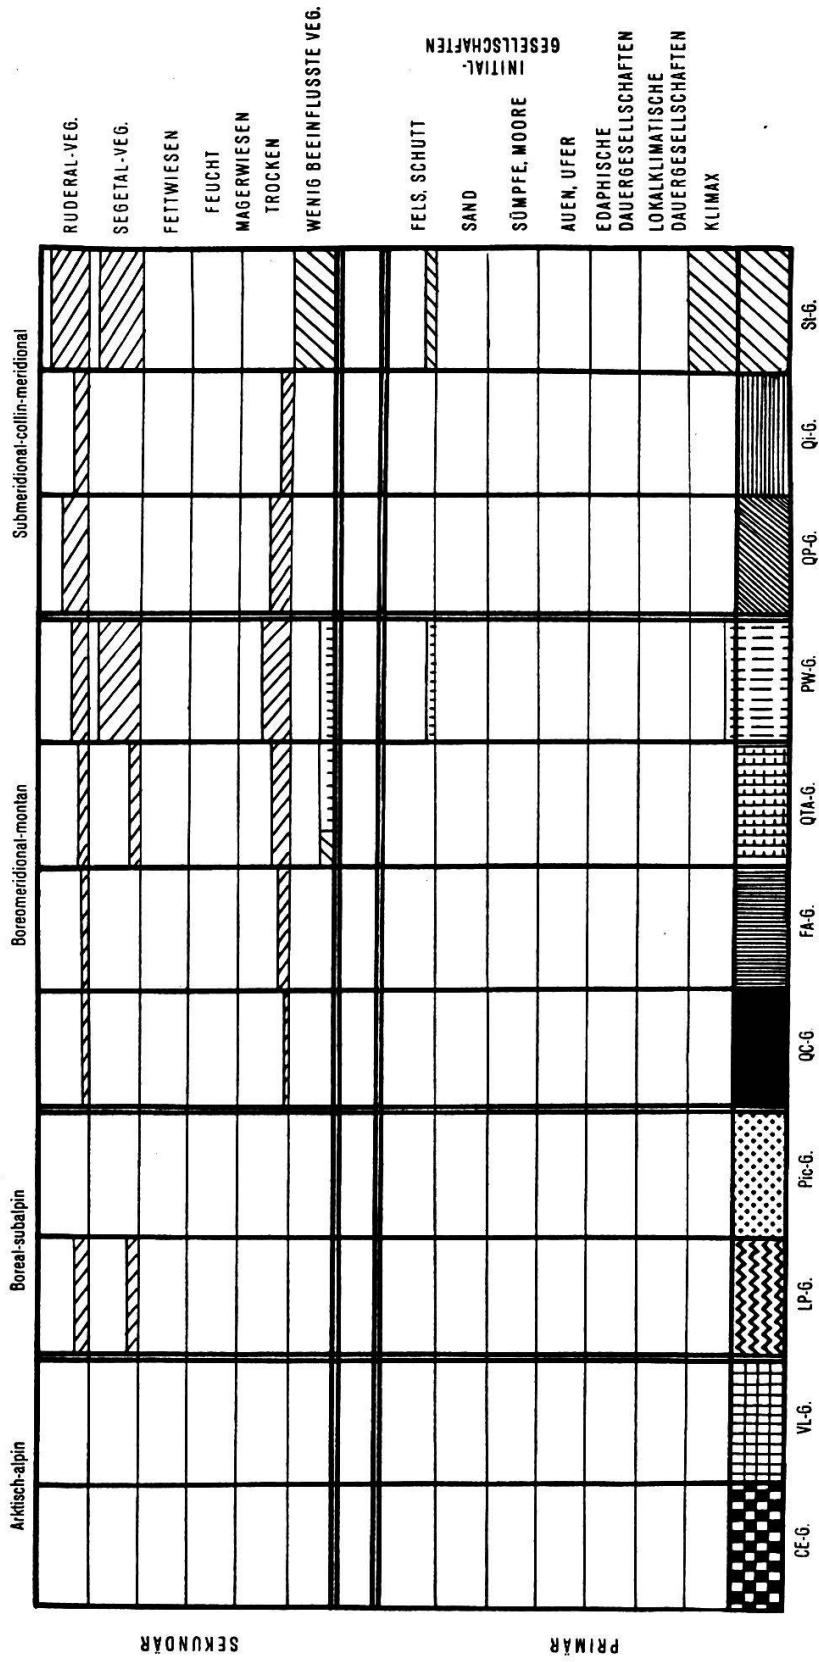 Arktisch-alpin
Boreal-subalpin
Boreomeridional-montan
Submeridional-collin-meridional
SEKUNDÄR
RUDERAL-VEG.
SEGETAL-VEG.
FETTWIESEN
FEUCHT
MAGERWIESEN
TROCKEN
WENIG BEEINFLUSSTE VEG.
PRIMÄR
INITIAL-
GESELLSCHAFTEN
FELS, SCHUTT
SAND
SÜMPFE, MOORE
AUEN, UFER
EDAPHISCHE
DAUERGESELLSCHAFTEN
LOKALKLIMATISCHE
DAUERGESELLSCHAFTEN
KLIMAX
CE-G.
VL-G.
LP-G.
Pic-G.
QC-G.
FA-G.
QTA-G.
PW-G.
QP-G.
Qi-G.
St-G.